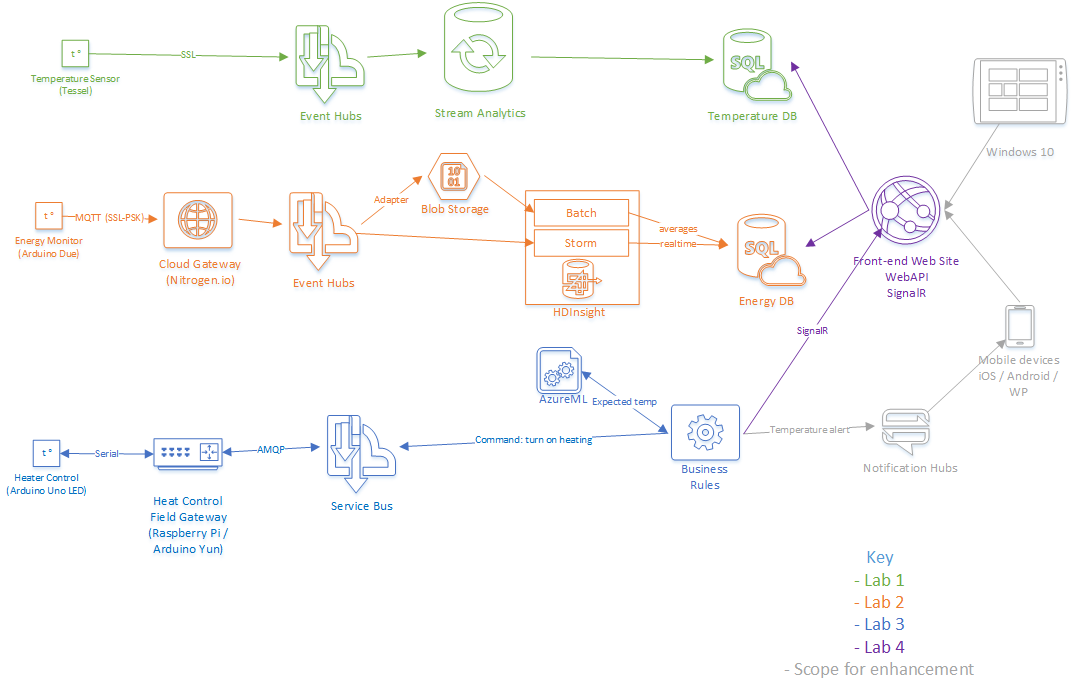 t°
SSL
Temperature Sensor
(Tessel)
Event Hubs
Stream Analytics
SQL
Temperature DB
Windows 10
t°
MQTT (SSL-PSK)
Energy Monitor
(Arduino Due)
Cloud Gateway
(Nitrogen.io)
Event Hubs
Adapter
10
01
Blob Storage
Batch
Storm
HDInsight
averages
realtime
SQL
Energy DB
Front-end Web Site
WebAPI
SignalR
SignalR
Mobile devices
iOS / Android /
WP
AzureML
Expected temp
Business
Rules
Temperature alert
Notification Hubs
Command: turn on heating
Service Bus
AMQP
Heat Control
Field Gateway
(Raspberry Pi /
Arduino Yun)
Serial
t°
Heater Control
(Arduino Uno LED)
Key
- Lab 1
- Lab 2
- Lab 3
- Lab 4
- Scope for enhancement